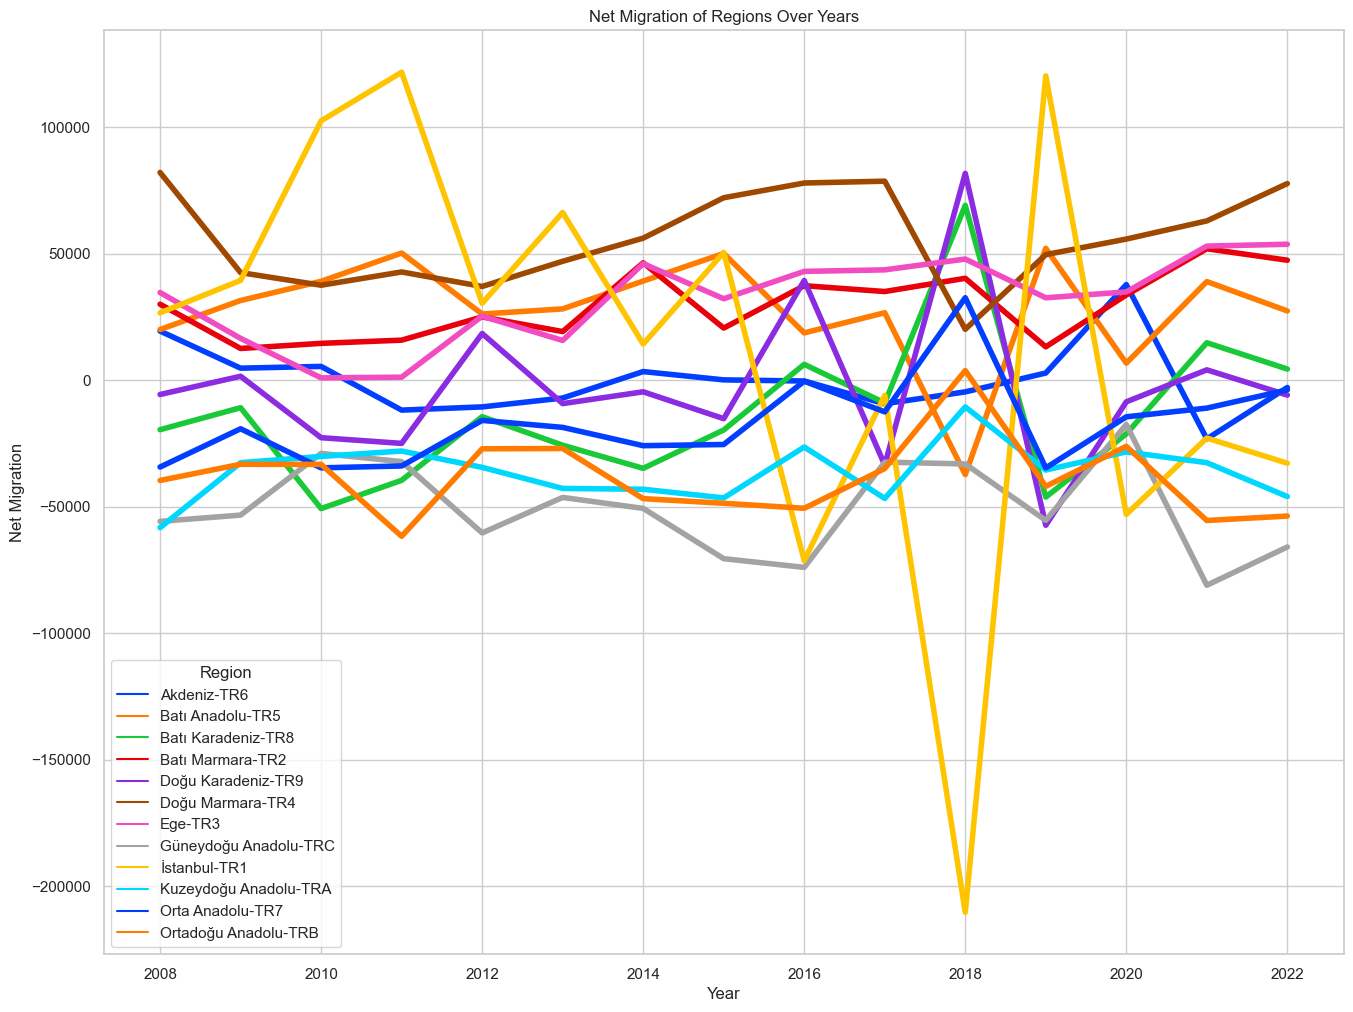 Net Migration of Regions Over Years
100000
50000
0
−50000
−100000
−150000
−200000
Net Migration
Region
Akdeniz-TR6
Batı Anadolu-TR5
Batı Karadeniz-TR8
Batı Marmara-TR2
Doğu Karadeniz-TR9
Doğu Marmara-TR4
Ege-TR3
Güneydoğu Anadolu-TRC
İstanbul-TR1
Kuzeydoğu Anadolu-TRA
Orta Anadolu-TR7
Ortadoğu Anadolu-TRB
2008 2010 2012 2014 2016 2018 2020 2022
Year